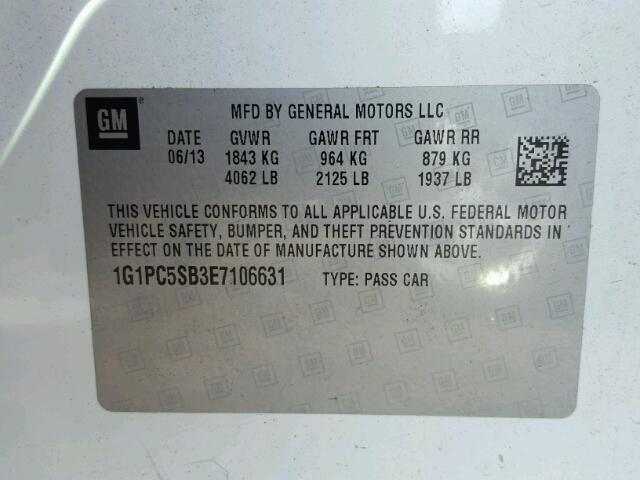 GM ® MFD BY GENERAL MOTORS LLC
DATE GVWR GAWR FRT GAWR RR
06/13 1843 KG 964 KG 879 KG
4062 LB 2125 LB 1937 LB
THIS VEHICLE CONFORMS TO ALL APPLICABLE U.S. FEDERAL MOTOR
VEHICLE SAFETY, BUMPER, AND THEFT PREVENTION STANDARDS IN
EFFECT ON THE DATE OF MANUFACTURE SHOWN ABOVE.
1G1PC5SB3E7106631 TYPE: PASS CAR